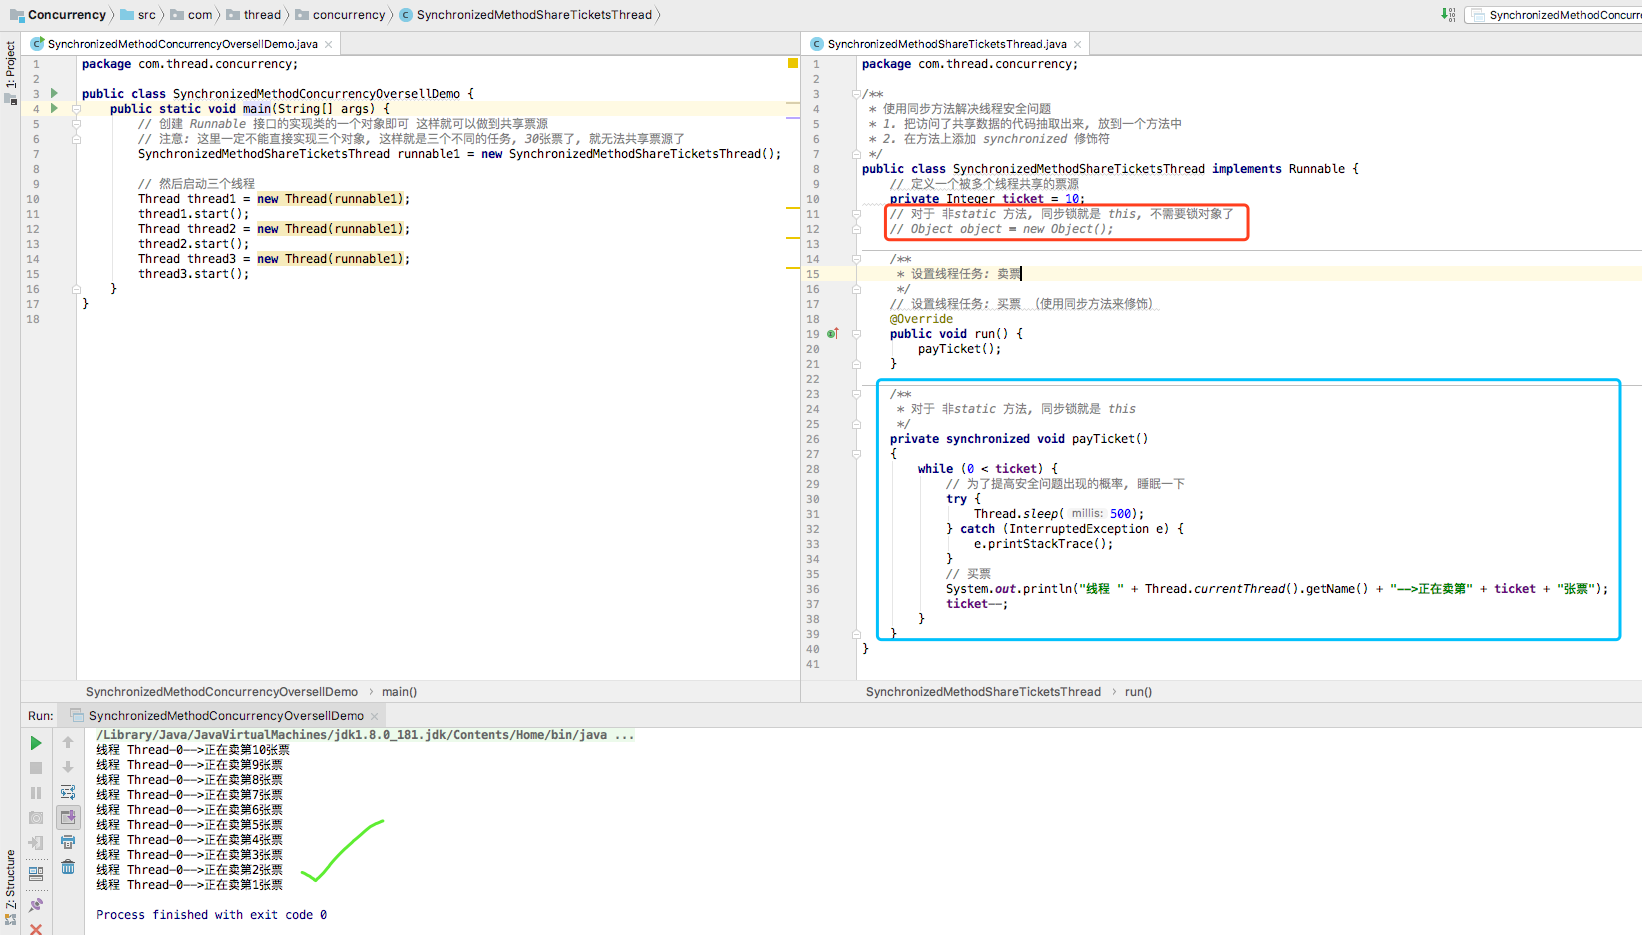 Concurrency
src
com
thread
concurrency
SynchronizedMethodShareTicketsThread
SynchronizedMethodConcurre
1: Project
SynchronizedMethodConcurrencyOversellDemo.java
1 package com.thread.concurrency;
2
3 public class SynchronizedMethodConcurrencyOversellDemo {
4 public static void main(String[] args) {
5 // 创建 Runnable 接口的实现类的一个对象即可 这样就可以做到共享票源
6 // 注意: 这里一定不能直接实现三个对象, 这样就是三个不同的任务, 30张票了, 就无法共享票源了
7 SynchronizedMethodShareTicketsThread runnable1 = new SynchronizedMethodShareTicketsThread();
8
9 // 然后启动三个线程
10 Thread thread1 = new Thread(runnable1);
11 thread1.start();
12 Thread thread2 = new Thread(runnable1);
13 thread2.start();
14 Thread thread3 = new Thread(runnable1);
15 thread3.start();
16 }
17 }
18
SynchronizedMethodConcurrencyOversellDemo
main()
SynchronizedMethodShareTicketsThread.java
1 package com.thread.concurrency;
2
3 /**
4 * 使用同步方法解决线程安全问题
5 * 1. 把访问了共享数据的代码抽取出来, 放到一个方法中
6 * 2. 在方法上添加 synchronized 修饰符
7 */
8 public class SynchronizedMethodShareTicketsThread implements Runnable {
9 // 定义一个被多个线程共享的票源
10 private Integer ticket = 10;
11 // 对于 非static 方法, 同步锁就是 this, 不需要锁对象了
12 // Object object = new Object();
13
14 /**
15 * 设置线程任务: 卖票
16 */
17 // 设置线程任务: 买票 （使用同步方法来修饰）
18 @Override
19 public void run() {
20 payTicket();
21 }
22
23 /**
24 * 对于 非static 方法, 同步锁就是 this
25 */
26 private synchronized void payTicket()
27 {
28 while (0 < ticket) {
29 // 为了提高安全问题出现的概率, 睡眠一下
30 try {
31 Thread.sleep( millis: 500);
32 } catch (InterruptedException e) {
33 e.printStackTrace();
34 }
35 // 买票
36 System.out.println("线程 " + Thread.currentThread().getName() + "-->正在卖第" + ticket + "张票");
37 ticket--;
38 }
39 }
40 }
41
SynchronizedMethodShareTicketsThread
run()
Run:
SynchronizedMethodConcurrencyOversellDemo
/Library/Java/JavaVirtualMachines/jdk1.8.0_181.jdk/Contents/Home/bin/java ...
线程 Thread-0-->正在卖第10张票
线程 Thread-0-->正在卖第9张票
线程 Thread-0-->正在卖第8张票
线程 Thread-0-->正在卖第7张票
线程 Thread-0-->正在卖第6张票
线程 Thread-0-->正在卖第5张票
线程 Thread-0-->正在卖第4张票
线程 Thread-0-->正在卖第3张票
线程 Thread-0-->正在卖第2张票
线程 Thread-0-->正在卖第1张票
Process finished with exit code 0
Z: Structure